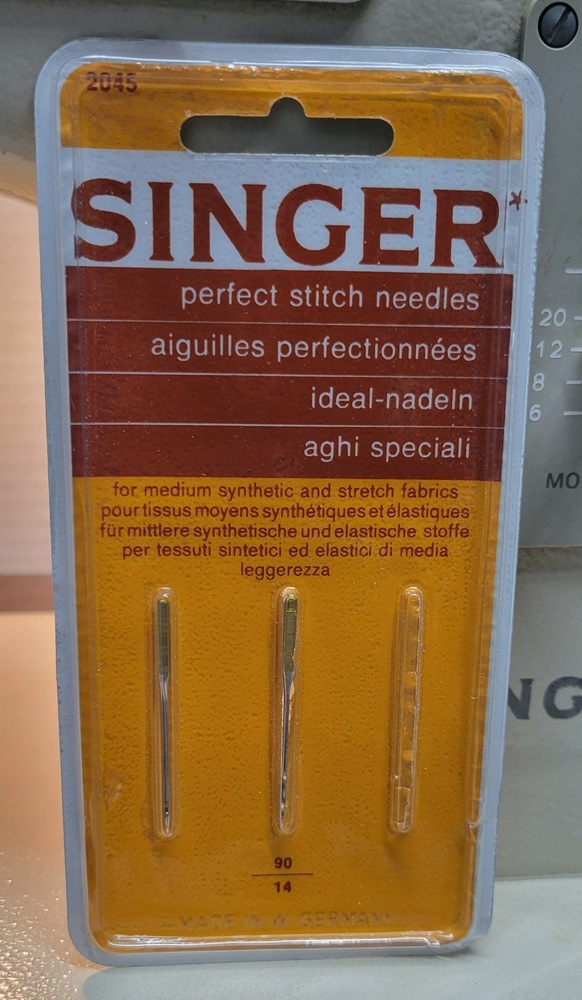 2045
SINGER*
perfect stitch needles
aiguilles perfectionnées
ideal-nadeln
aghi speciali
for medium synthetic and stretch fabrics
pour tissus moyens synthétiques et élastiques
für mittlere synthetische und elastische stoffe
per tessuti sintetici ed elastici di media
leggerezza
90
14
MADE IN W. GERMANY
20
12
8
6
MO
NG